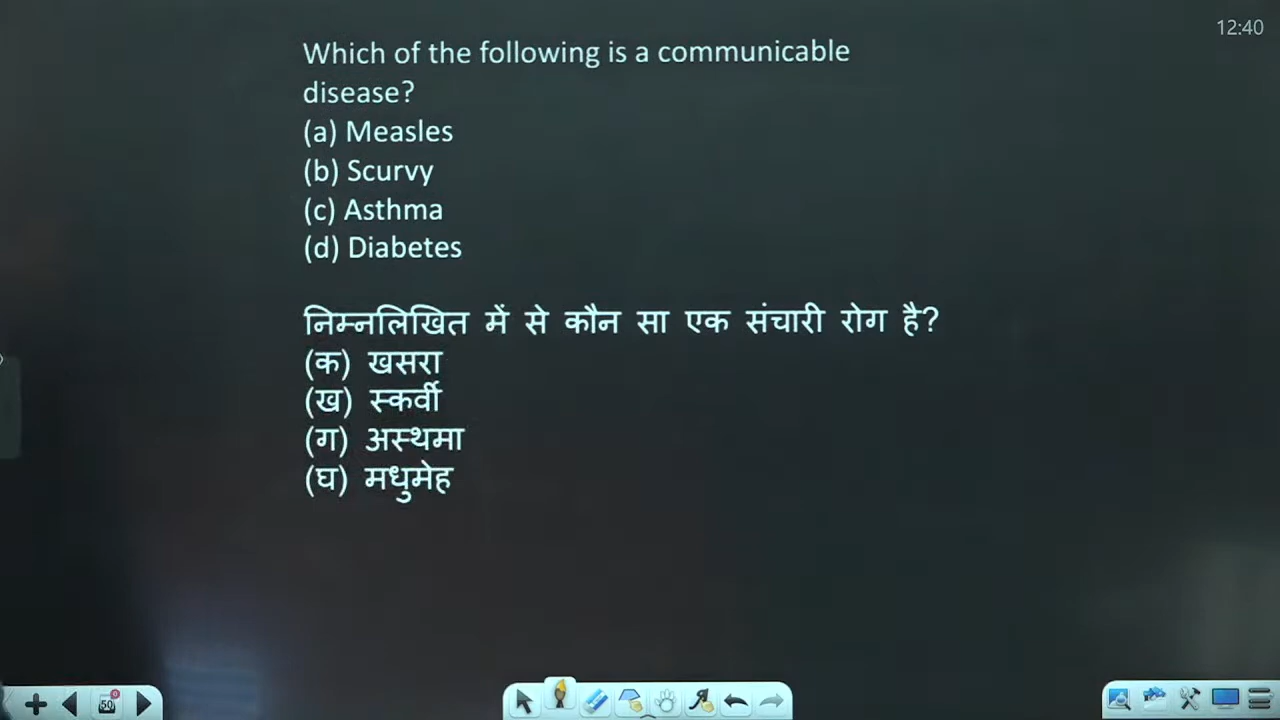 12:40
Which of the following is a communicable
disease?
(a) Measles
(b) Scurvy
(c) Asthma
(d) Diabetes
निम्नलिखित में से कौन सा एक संचारी रोग है?
(क) खसरा
(ख) स्कर्वी
(ग) अस्थमा
(घ) मधुमेह
50